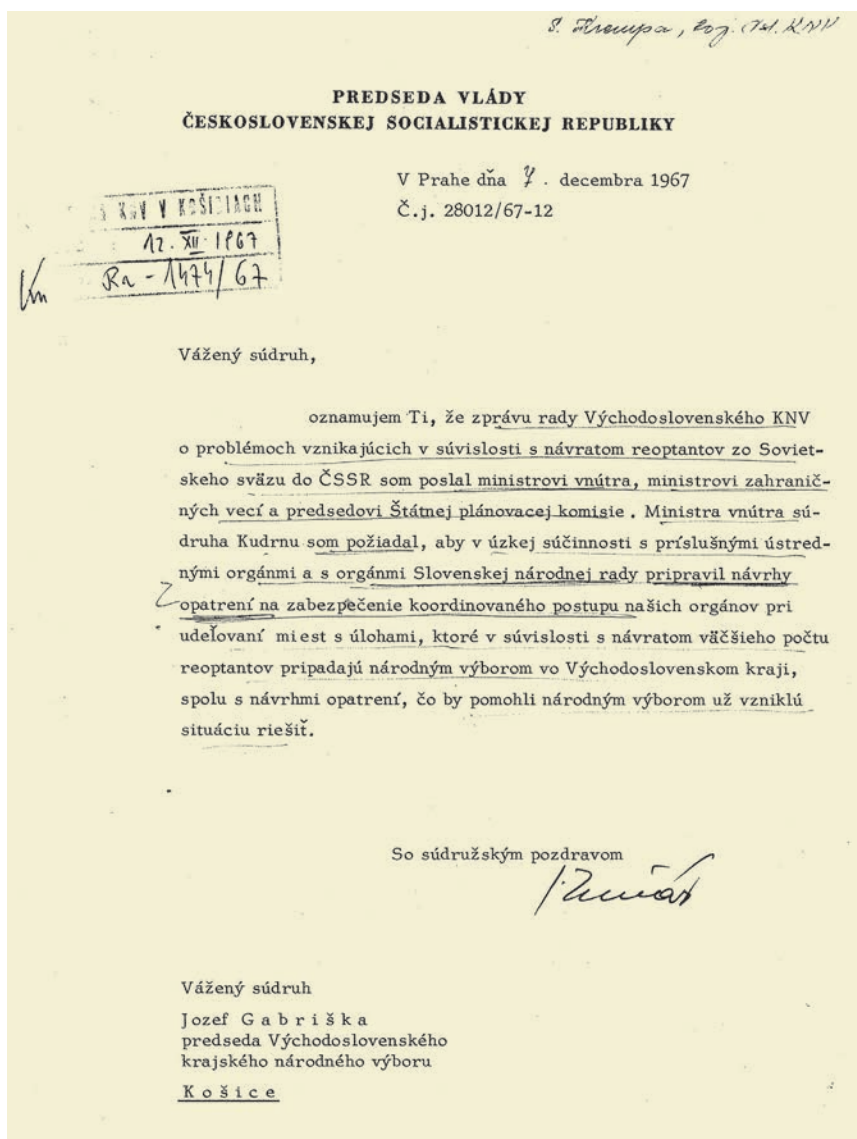 PREDSEDA VLÁDY
ČESKOSLOVENSKEJ SOCIALISTICKEJ REPUBLIKY
V Prahe dňa 7. decembra 1967
Č.j. 28012/67-12
KNV V KOŠICIACH
12. XII. 1967
Ra - 1474/67
Vážený súdruh,
oznamujem Ti, že zprávu rady Východoslovenského KNV
o problémoch vznikajúcich v súvislosti s návratom reoptantov zo Soviet-
skeho sväzu do ČSSR som poslal ministrovi vnútra, ministrovi zahranič-
ných vecí a predsedovi Štátnej plánovacej komisie. Ministra vnútra sú-
druha Kudrnu som požiadal, aby v úzkej súčinnosti s príslušnými ústred-
nými orgánmi a s orgánmi Slovenskej národnej rady pripravil návrhy
opatrení na zabezpečenie koordinovaného postupu našich orgánov pri
udeľovaní miest s úlohami, ktoré v súvislosti s návratom väčšieho počtu
reoptantov pripadajú národným výborom vo Východoslovenskom kraji,
spolu s návrhmi opatrení, čo by pomohli národným výborom už vzniklú
situáciu riešiť.
So súdružským pozdravom
Vážený súdruh
Jozef Gabriška
predseda Východoslovenského
krajského národného výboru
Košice